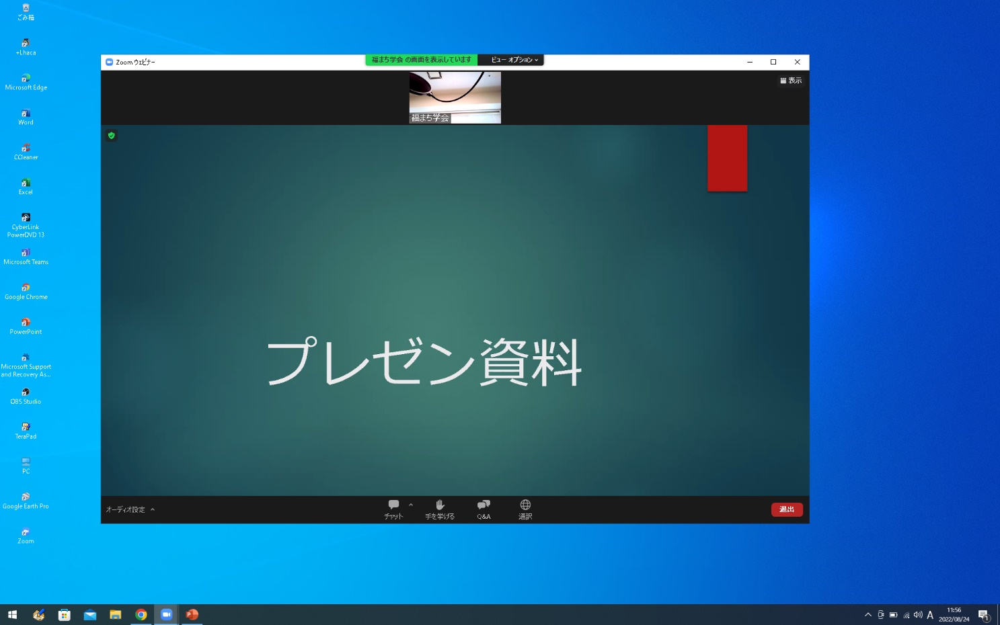 ごみ箱
+Lhaca
Microsoft Edge
Word
CCleaner
Excel
CyberLink
PowerDVD 13
Microsoft Teams
Google Chrome
PowerPoint
Microsoft Support
and Recovery As...
OBS Studio
TeraPad
PC
Google Earth Pro
Zoom
Zoom ウェビナー
福まち学会 の画面を表示しています
ビュー オプション
表示
福まち学会
プレゼン資料
オーディオ設定
チャット
手を挙げる
Q&A
通訳
退出
A
11:56
2022/08/24
1